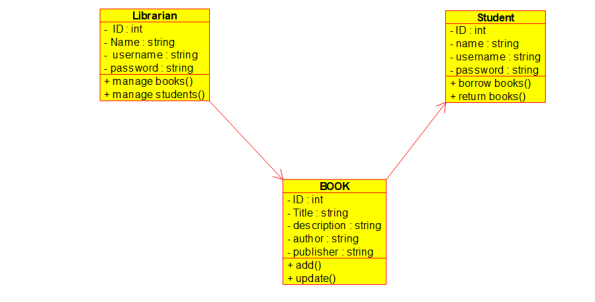 Librarian
- ID : int
- Name : string
- username : string
- password : string
+ manage books()
+ manage students()
Student
- ID : int
- name : string
- username : string
- password : string
+ borrow books()
+ return books()
BOOK
- ID : int
- Title : string
- description : string
- author : string
- publisher : string
+ add()
+ update()